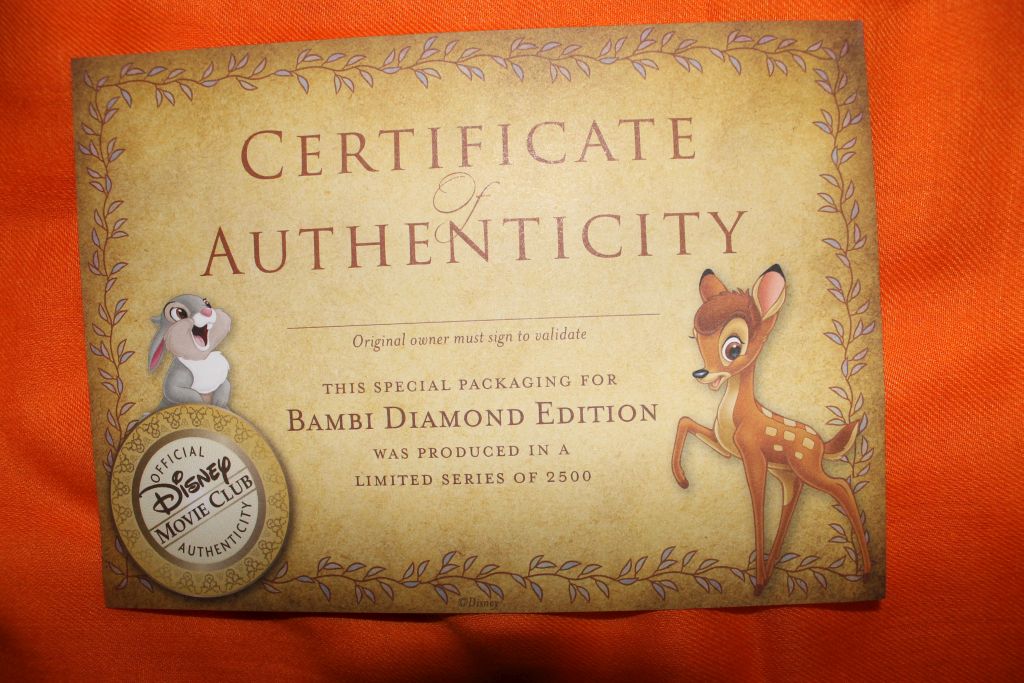 CERTIFICATE
Of
AUTHENTICITY
Original owner must sign to validate
THIS SPECIAL PACKAGING FOR
BAMBI DIAMOND EDITION
WAS PRODUCED IN A
LIMITED SERIES OF 2500
OFFICIAL
DISNEY
MOVIE CLUB
AUTHENTICITY
©Disney